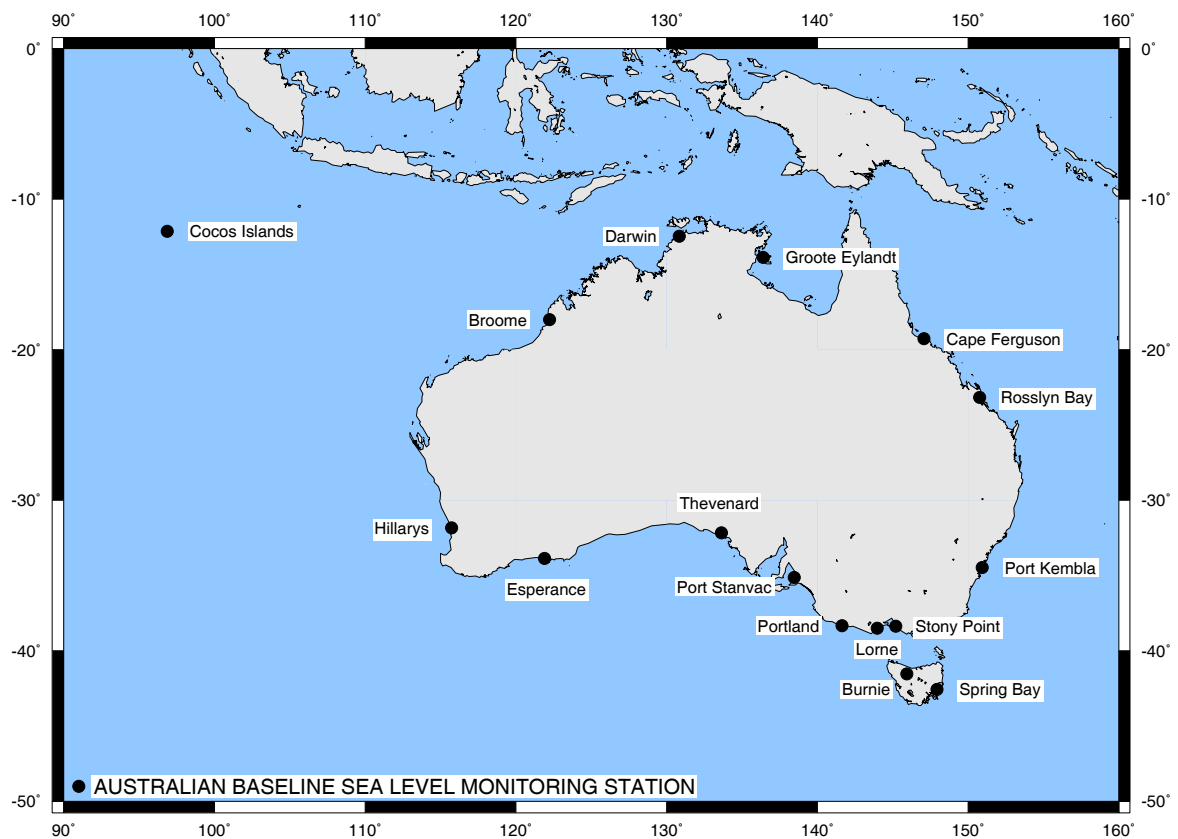 90˚ 100˚ 110˚ 120˚ 130˚ 140˚ 150˚ 160˚
0˚ 0˚
-10˚ -10˚
Cocos Islands
Darwin
Groote Eylandt
Broome
Cape Ferguson
-20˚ -20˚
Rosslyn Bay
-30˚ -30˚
Thevenard
Hillarys
Port Kembla
Esperance
Port Stanvac
Portland
Stony Point
Lorne
-40˚ -40˚
Burnie
Spring Bay
AUSTRALIAN BASELINE SEA LEVEL MONITORING STATION
-50˚ -50˚
90˚ 100˚ 110˚ 120˚ 130˚ 140˚ 150˚ 160˚